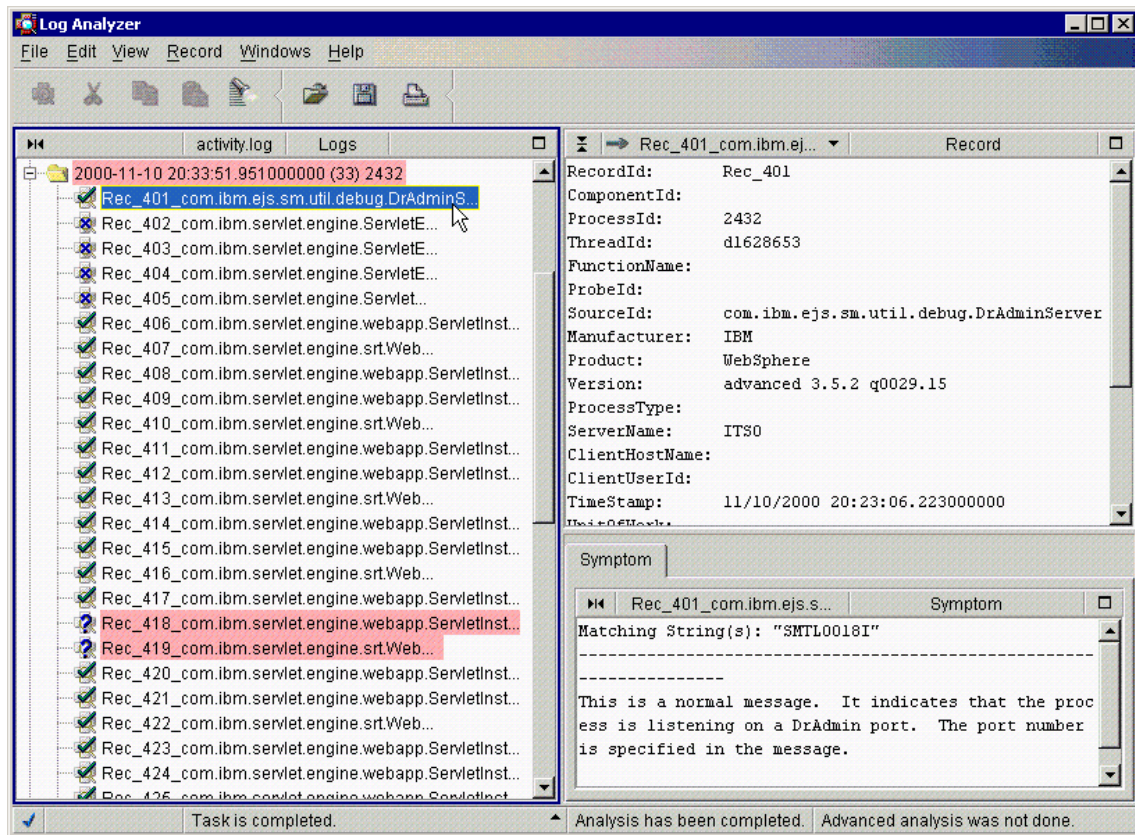 Log Analyzer
File Edit View Record Windows Help
activity.log Logs
2000-11-10 20:33:51.951000000 (33) 2432
Rec_401_com.ibm.ejs.sm.util.debug.DrAdminS...
Rec_402_com.ibm.servlet.engine.ServletE...
Rec_403_com.ibm.servlet.engine.ServletE...
Rec_404_com.ibm.servlet.engine.ServletE...
Rec_405_com.ibm.servlet.engine.Servlet...
Rec_406_com.ibm.servlet.engine.webapp.ServletInst...
Rec_407_com.ibm.servlet.engine.srt.Web...
Rec_408_com.ibm.servlet.engine.webapp.ServletInst...
Rec_409_com.ibm.servlet.engine.webapp.ServletInst...
Rec_410_com.ibm.servlet.engine.srt.Web...
Rec_411_com.ibm.servlet.engine.webapp.ServletInst...
Rec_412_com.ibm.servlet.engine.webapp.ServletInst...
Rec_413_com.ibm.servlet.engine.srt.Web...
Rec_414_com.ibm.servlet.engine.webapp.ServletInst...
Rec_415_com.ibm.servlet.engine.webapp.ServletInst...
Rec_416_com.ibm.servlet.engine.srt.Web...
Rec_417_com.ibm.servlet.engine.webapp.ServletInst...
Rec_418_com.ibm.servlet.engine.webapp.ServletInst...
Rec_419_com.ibm.servlet.engine.srt.Web...
Rec_420_com.ibm.servlet.engine.webapp.ServletInst...
Rec_421_com.ibm.servlet.engine.webapp.ServletInst...
Rec_422_com.ibm.servlet.engine.srt.Web...
Rec_423_com.ibm.servlet.engine.webapp.ServletInst...
Rec_424_com.ibm.servlet.engine.webapp.ServletInst...
Rec_425_com.ibm.servlet.engine.webapp.ServletInst...
Rec_401_com.ibm.ej... Record
RecordId: Rec_401
ComponentId:
ProcessId: 2432
ThreadId: d1628653
FunctionName:
ProbeId:
SourceId: com.ibm.ejs.sm.util.debug.DrAdminServer
Manufacturer: IBM
Product: WebSphere
Version: advanced 3.5.2 q0029.15
ProcessType:
ServerName: ITSO
ClientHostName:
ClientUserId:
TimeStamp: 11/10/2000 20:23:06.223000000
UnitOfWork:
Symptom
Rec_401_com.ibm.ejs.s... Symptom
Matching String(s): "SMTL0018I"
------------------------------------------------------
---------------
This is a normal message. It indicates that the proc
ess is listening on a DrAdmin port. The port number
is specified in the message.
Task is completed. Analysis has been completed. Advanced analysis was not done.